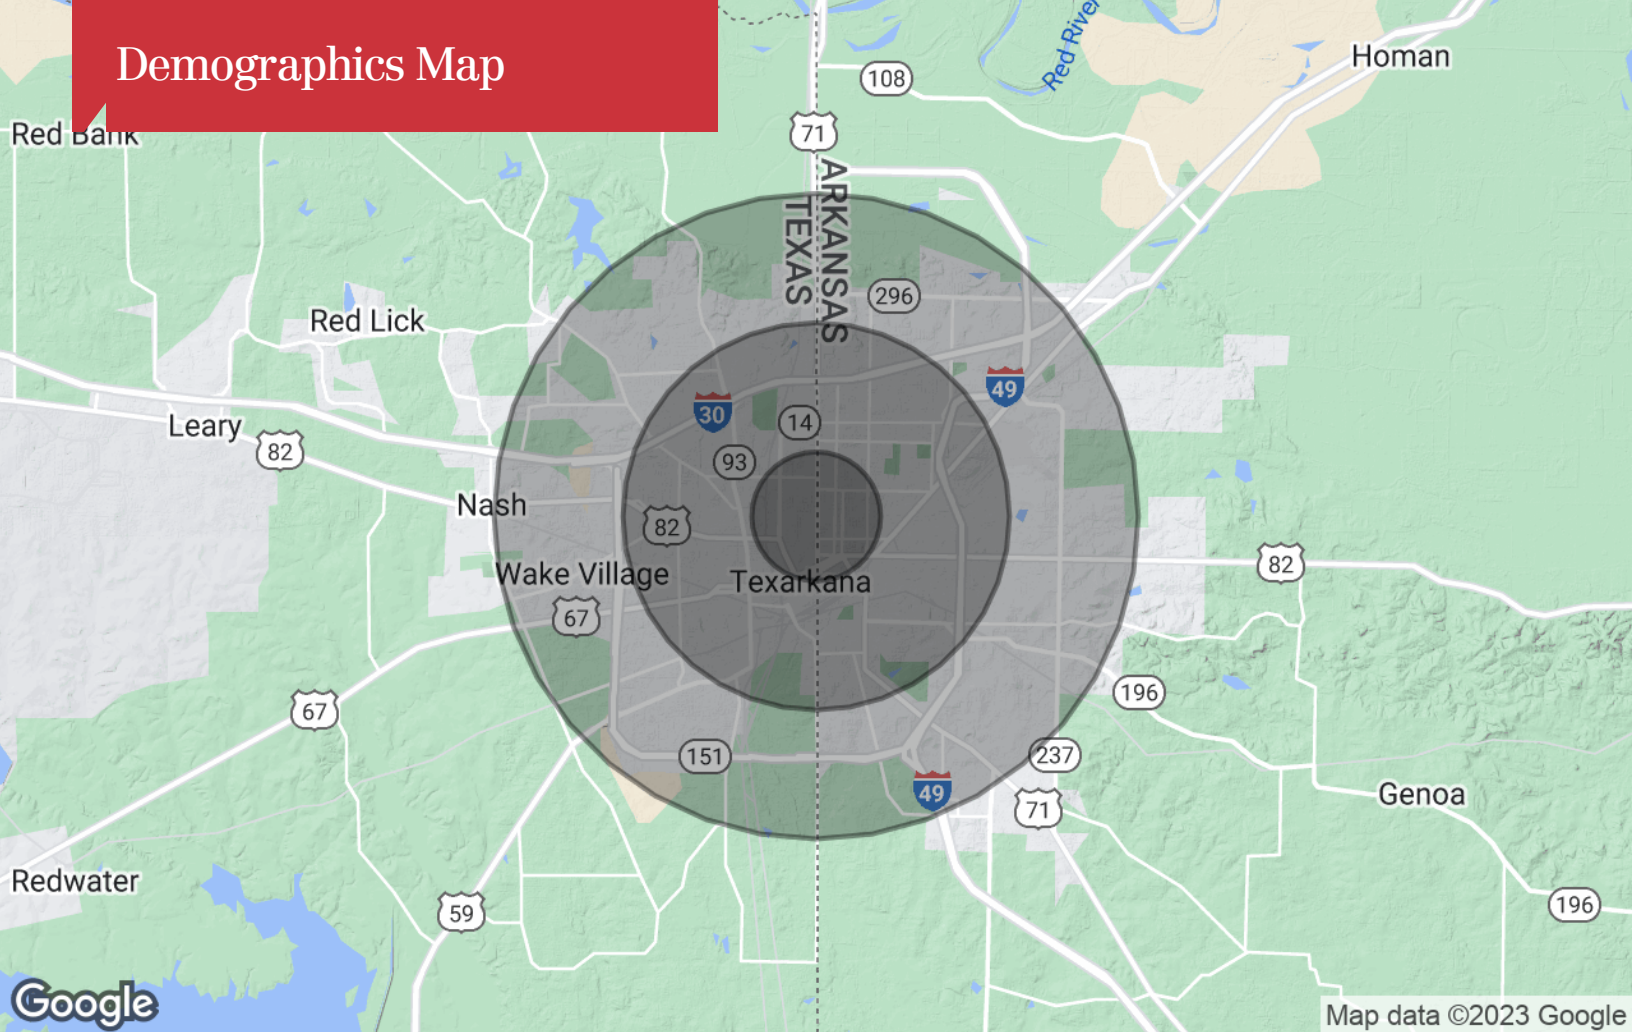 Demographics Map
Red River
Homan
108
71
Red Bank
ARKANSAS
TEXAS
296
Red Lick
49
30
14
Leary
82
93
Nash
82
82
Wake Village
Texarkana
67
196
67
151
237
49
71
Genoa
Redwater
59
196
Google
Map data ©2023 Google